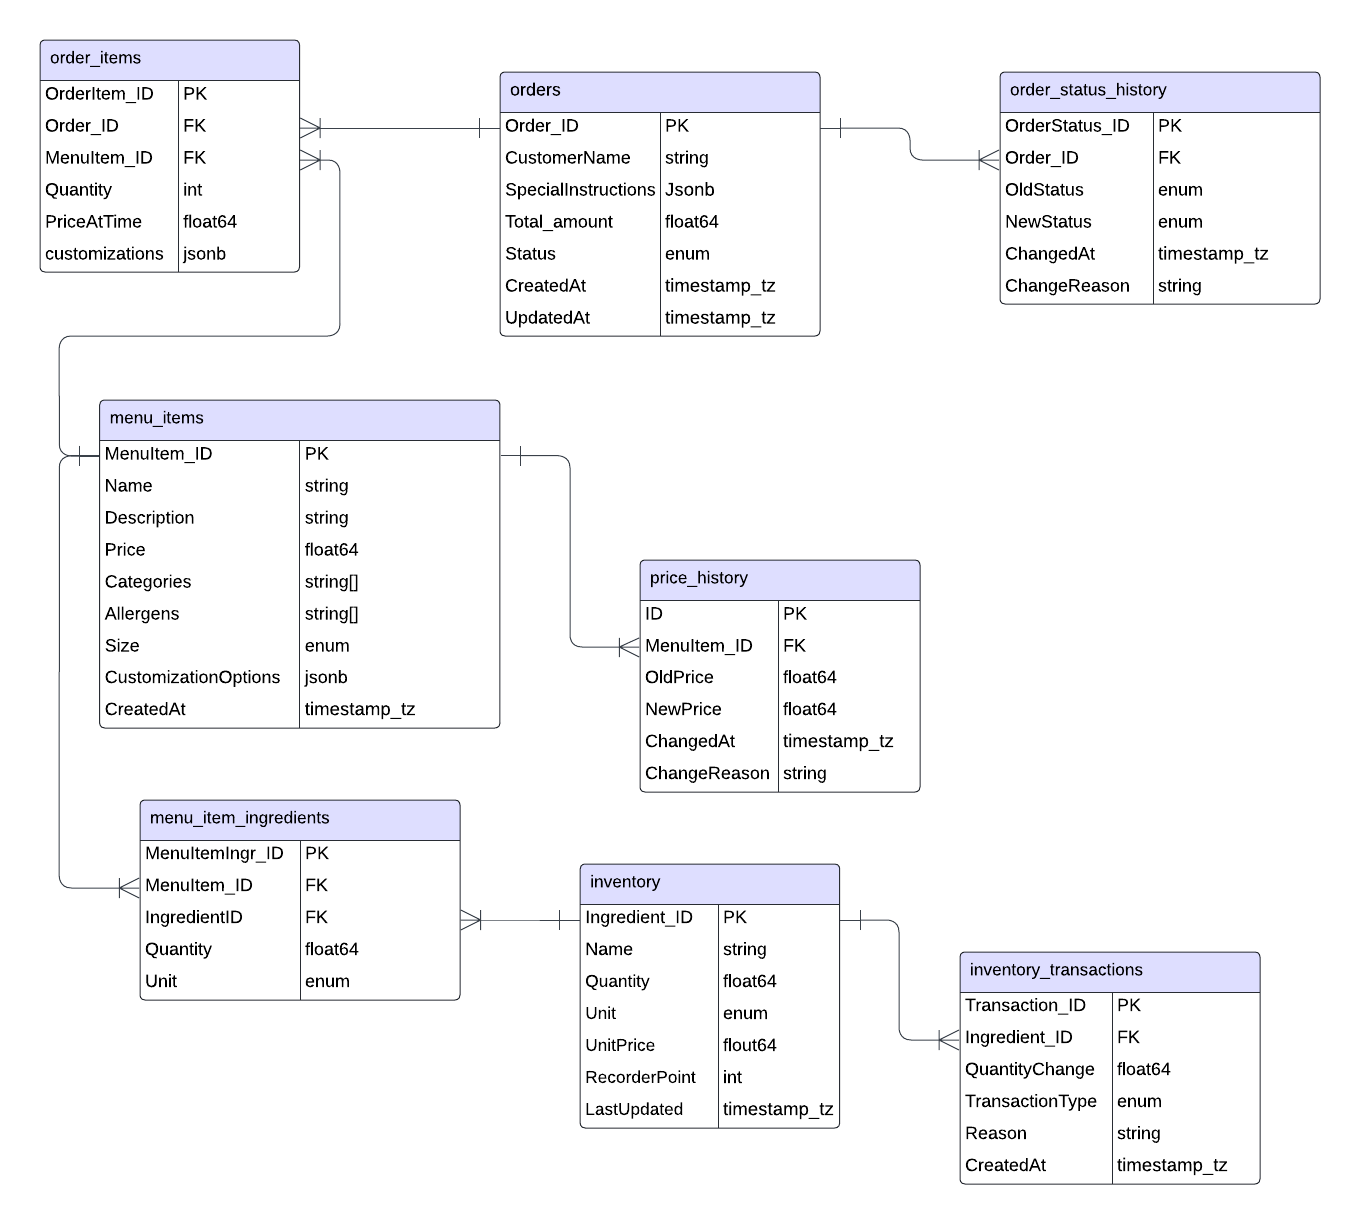 order_items
OrderItem_ID PK
Order_ID FK
MenuItem_ID FK
Quantity int
PriceAtTime float64
customizations jsonb
orders
Order_ID PK
CustomerName string
SpecialInstructions Jsonb
Total_amount float64
Status enum
CreatedAt timestamp_tz
UpdatedAt timestamp_tz
order_status_history
OrderStatus_ID PK
Order_ID FK
OldStatus enum
NewStatus enum
ChangedAt timestamp_tz
ChangeReason string
menu_items
MenuItem_ID PK
Name string
Description string
Price float64
Categories string[]
Allergens string[]
Size enum
CustomizationOptions jsonb
CreatedAt timestamp_tz
price_history
ID PK
MenuItem_ID FK
OldPrice float64
NewPrice float64
ChangedAt timestamp_tz
ChangeReason string
menu_item_ingredients
MenuItemIngr_ID PK
MenuItem_ID FK
IngredientID FK
Quantity float64
Unit enum
inventory
Ingredient_ID PK
Name string
Quantity float64
Unit enum
UnitPrice flout64
RecorderPoint int
LastUpdated timestamp_tz
inventory_transactions
Transaction_ID PK
Ingredient_ID FK
QuantityChange float64
TransactionType enum
Reason string
CreatedAt timestamp_tz